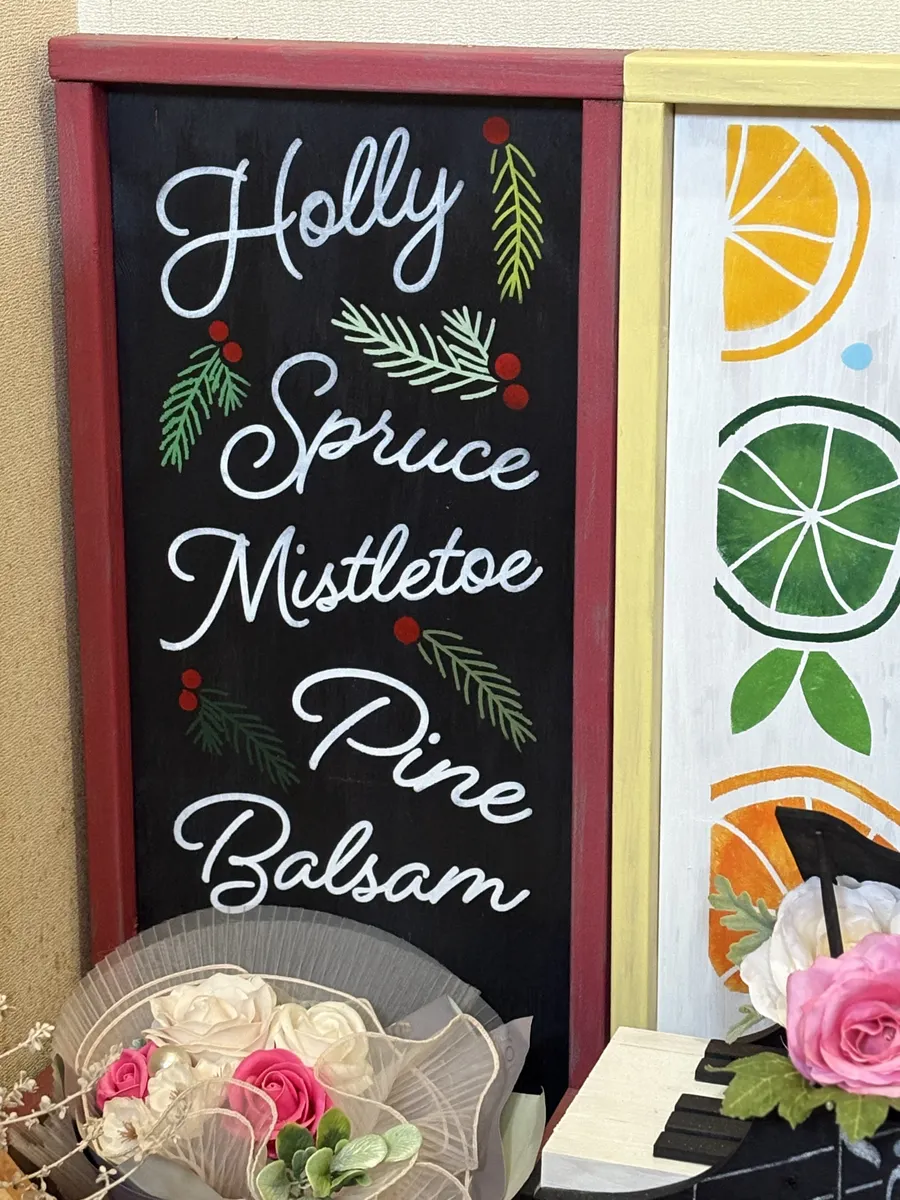 Holly
Spruce
Mistletoe
Pine
Balsam